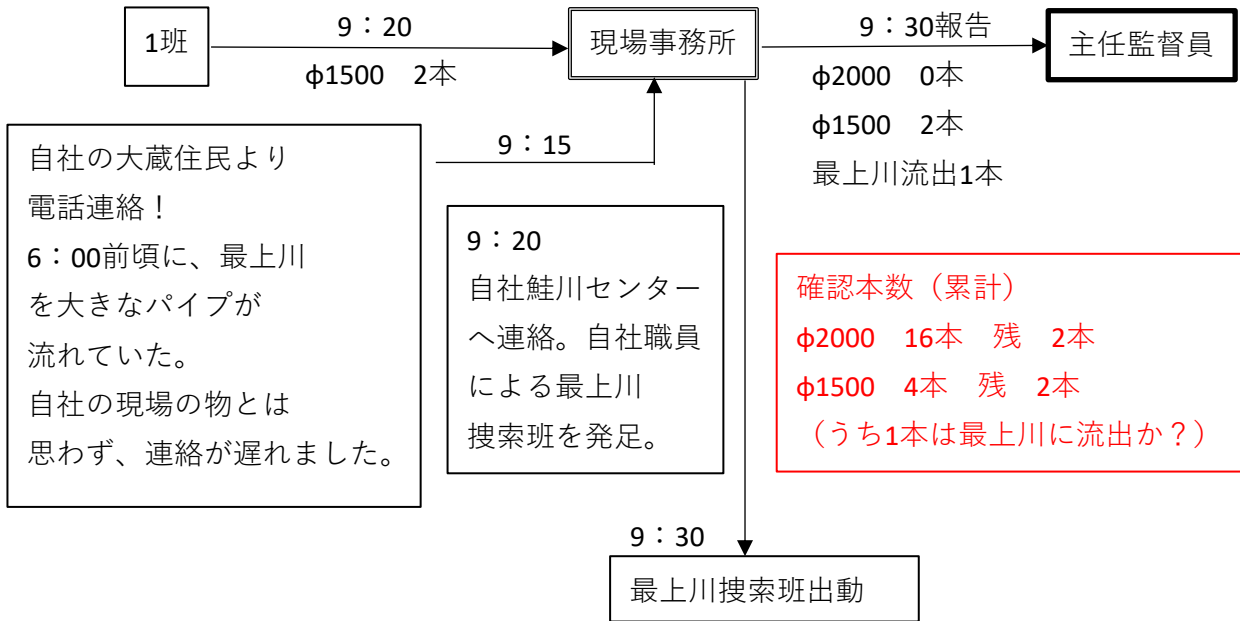 1班
9：20
φ1500　2本
現場事務所
9：30報告
φ2000　0本
φ1500　2本
最上川流出1本
主任監督員
自社の大蔵住民より
電話連絡！
6：00前頃に、最上川
を大きなパイプが
流れていた。
自社の現場の物とは
思わず、連絡が遅れました。
9：15
9：20
自社鮭川センター
へ連絡。自社職員
による最上川
捜索班を発足。
確認本数（累計）
φ2000　16本　残　2本
φ1500　4本　残　2本
（うち1本は最上川に流出か？）
9：30
最上川捜索班出動